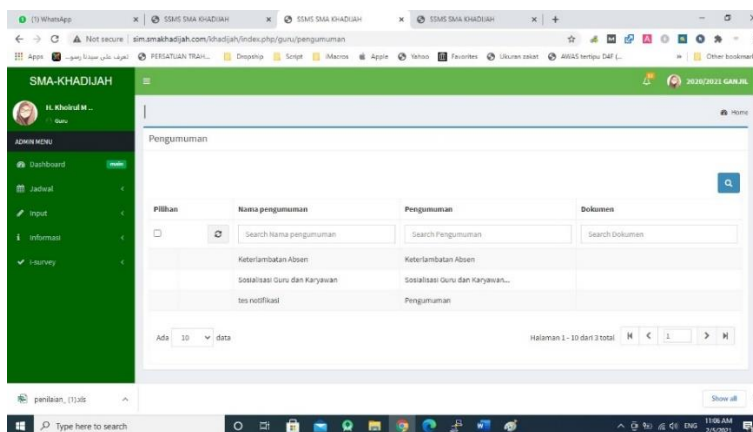 (1) WhatsApp
SSMS SMA KHADIJAH
SSMS SMA KHADIJAH
SSMS SMA KHADIJAH
Not secure | sim.smakhadijah.com/khadijah/index.php/guru/pengumuman
Apps
PERSATUAN TRAH...
Dropship
Script
iMacros
Apple
Yahoo
Favorites
Ukuran zakat
AWAS tertipu D4F (...
Other bookmark
SMA-KHADIJAH
2020/2021 GANJIL
H. Khoirul M ..
Guru
Home
ADMIN MENU
Pengumuman
Dashboard
main
Jadwal
Input
Informasi
i-survey
Pilihan
Nama pengumuman
Pengumuman
Dokumen
Search Nama pengumuman
Search Pengumuman
Search Dokumen
Keterlambatan Absen
Keterlambatan Absen
Sosialisasi Guru dan Karyawan
Sosialisasi Guru dan Karyawan...
tes notifikasi
Pengumuman
Ada 10 data
Halaman 1 - 10 dari 3 total
1
penilaian_ (1).xls
Show all
Type here to search
ENG
11:06 AM
2/5/2021